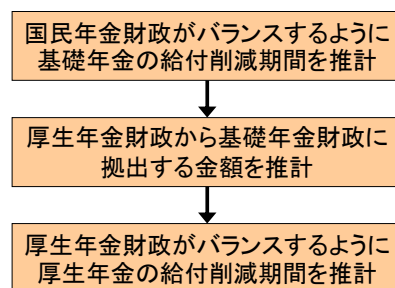 国民年金財政がバランスするように
基礎年金の給付削減期間を推計
厚生年金財政から基礎年金財政に
拠出する金額を推計
厚生年金財政がバランスするように
厚生年金の給付削減期間を推計